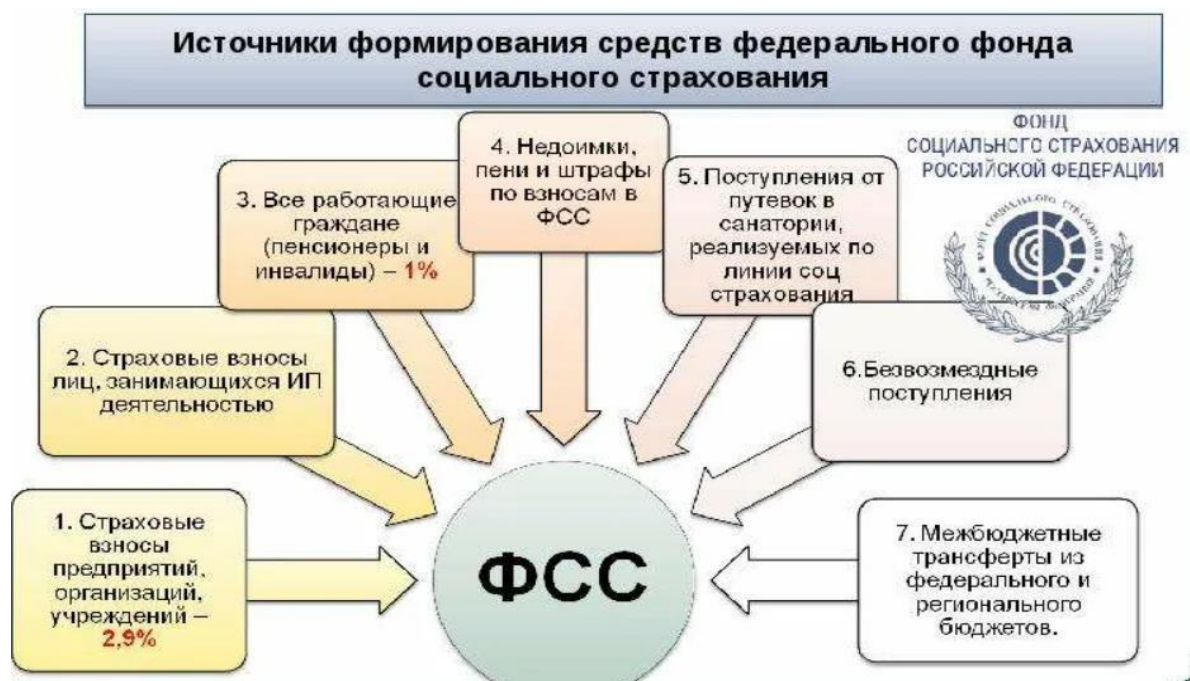 Источники формирования средств федерального фонда
социального страхования
ФОНД
СОЦИАЛЬНОГО СТРАХОВАНИЯ
РОССИЙСКОЙ ФЕДЕРАЦИИ
4. Недоимки,
пени и штрафы
по взносам в
ФСС
3. Все работающие
граждане
(пенсионеры и
инвалиды) – 1%
5. Поступления от
путевок в
санатории,
реализуемых по
линии соц
страхования
2. Страховые взносы
лиц, занимающихся ИП
деятельностью
6.Безвозмездные
поступления
1. Страховые
взносы
предприятий,
организаций,
учреждений –
2,9%
ФСС
7. Межбюджетные
трансферты из
федерального и
регионального
бюджетов.